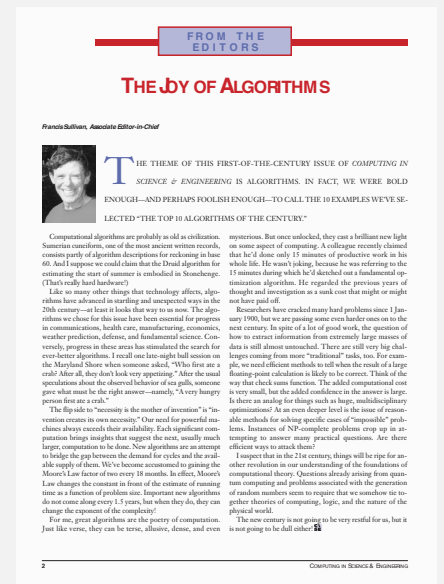 FROM THE
EDITORS
THE JOY OF ALGORITHMS
Francis Sullivan, Associate Editor-in-Chief
THE THEME OF THIS FIRST-OF-THE-CENTURY ISSUE OF COMPUTING IN
SCIENCE & ENGINEERING IS ALGORITHMS. IN FACT, WE WERE BOLD
ENOUGH—AND PERHAPS FOOLISH ENOUGH—TO CALL THE 10 EXAMPLES WE'VE SE-
LECTED "THE TOP 10 ALGORITHMS OF THE CENTURY."
Computational algorithms are probably as old as civilization.
Sumerian cuneiform, one of the most ancient written records,
consists partly of algorithm descriptions for reckoning in base
60. And I suppose we could claim that the Druid algorithm for
estimating the start of summer is embodied in Stonehenge.
(That's really hard hardware!)
Like so many other things that technology affects, algo-
rithms have advanced in startling and unexpected ways in the
20th century—at least it looks that way to us now. The algo-
rithms we chose for this issue have been essential for progress
in communications, health care, manufacturing, economics,
weather prediction, defense, and fundamental science. Con-
versely, progress in these areas has stimulated the search for
ever-better algorithms. I recall one late-night bull session on
the Maryland Shore when someone asked, "Who first ate a
crab? After all, they don't look very appetizing." After the usual
speculations about the observed behavior of sea gulls, someone
gave what must be the right answer—namely, "A very hungry
person first ate a crab."
The flip side to "necessity is the mother of invention" is "in-
vention creates its own necessity." Our need for powerful ma-
chines always exceeds their availability. Each significant com-
putation brings insights that suggest the next, usually much
larger, computation to be done. New algorithms are an attempt
to bridge the gap between the demand for cycles and the avail-
able supply of them. We've become accustomed to gaining the
Moore's Law factor of two every 18 months. In effect, Moore's
Law changes the constant in front of the estimate of running
time as a function of problem size. Important new algorithms
do not come along every 1.5 years, but when they do, they can
change the exponent of the complexity!
For me, great algorithms are the poetry of computation.
Just like verse, they can be terse, allusive, dense, and even
mysterious. But once unlocked, they cast a brilliant new light
on some aspect of computing. A colleague recently claimed
that he'd done only 15 minutes of productive work in his
whole life. He wasn't joking, because he was referring to the
15 minutes during which he'd sketched out a fundamental op-
timization algorithm. He regarded the previous years of
thought and investigation as a sunk cost that might or might
not have paid off.
Researchers have cracked many hard problems since 1 Jan-
uary 1900, but we are passing some even harder ones on to the
next century. In spite of a lot of good work, the question of
how to extract information from extremely large masses of
data is still almost untouched. There are still very big chal-
lenges coming from more "traditional" tasks, too. For exam-
ple, we need efficient methods to tell when the result of a large
floating-point calculation is likely to be correct. Think of the
way that check sums function. The added computational cost
is very small, but the added confidence in the answer is large.
Is there an analog for things such as huge, multidisciplinary
optimizations? At an even deeper level is the issue of reason-
able methods for solving specific cases of "impossible" prob-
lems. Instances of NP-complete problems crop up in at-
tempting to answer many practical questions. Are there
efficient ways to attack them?
I suspect that in the 21st century, things will be ripe for an-
other revolution in our understanding of the foundations of
computational theory. Questions already arising from quan-
tum computing and problems associated with the generation
of random numbers seem to require that we somehow tie to-
gether theories of computing, logic, and the nature of the
physical world.
The new century is not going to be very restful for us, but it
is not going to be dull either!
2
COMPUTING IN SCIENCE & ENGINEERING